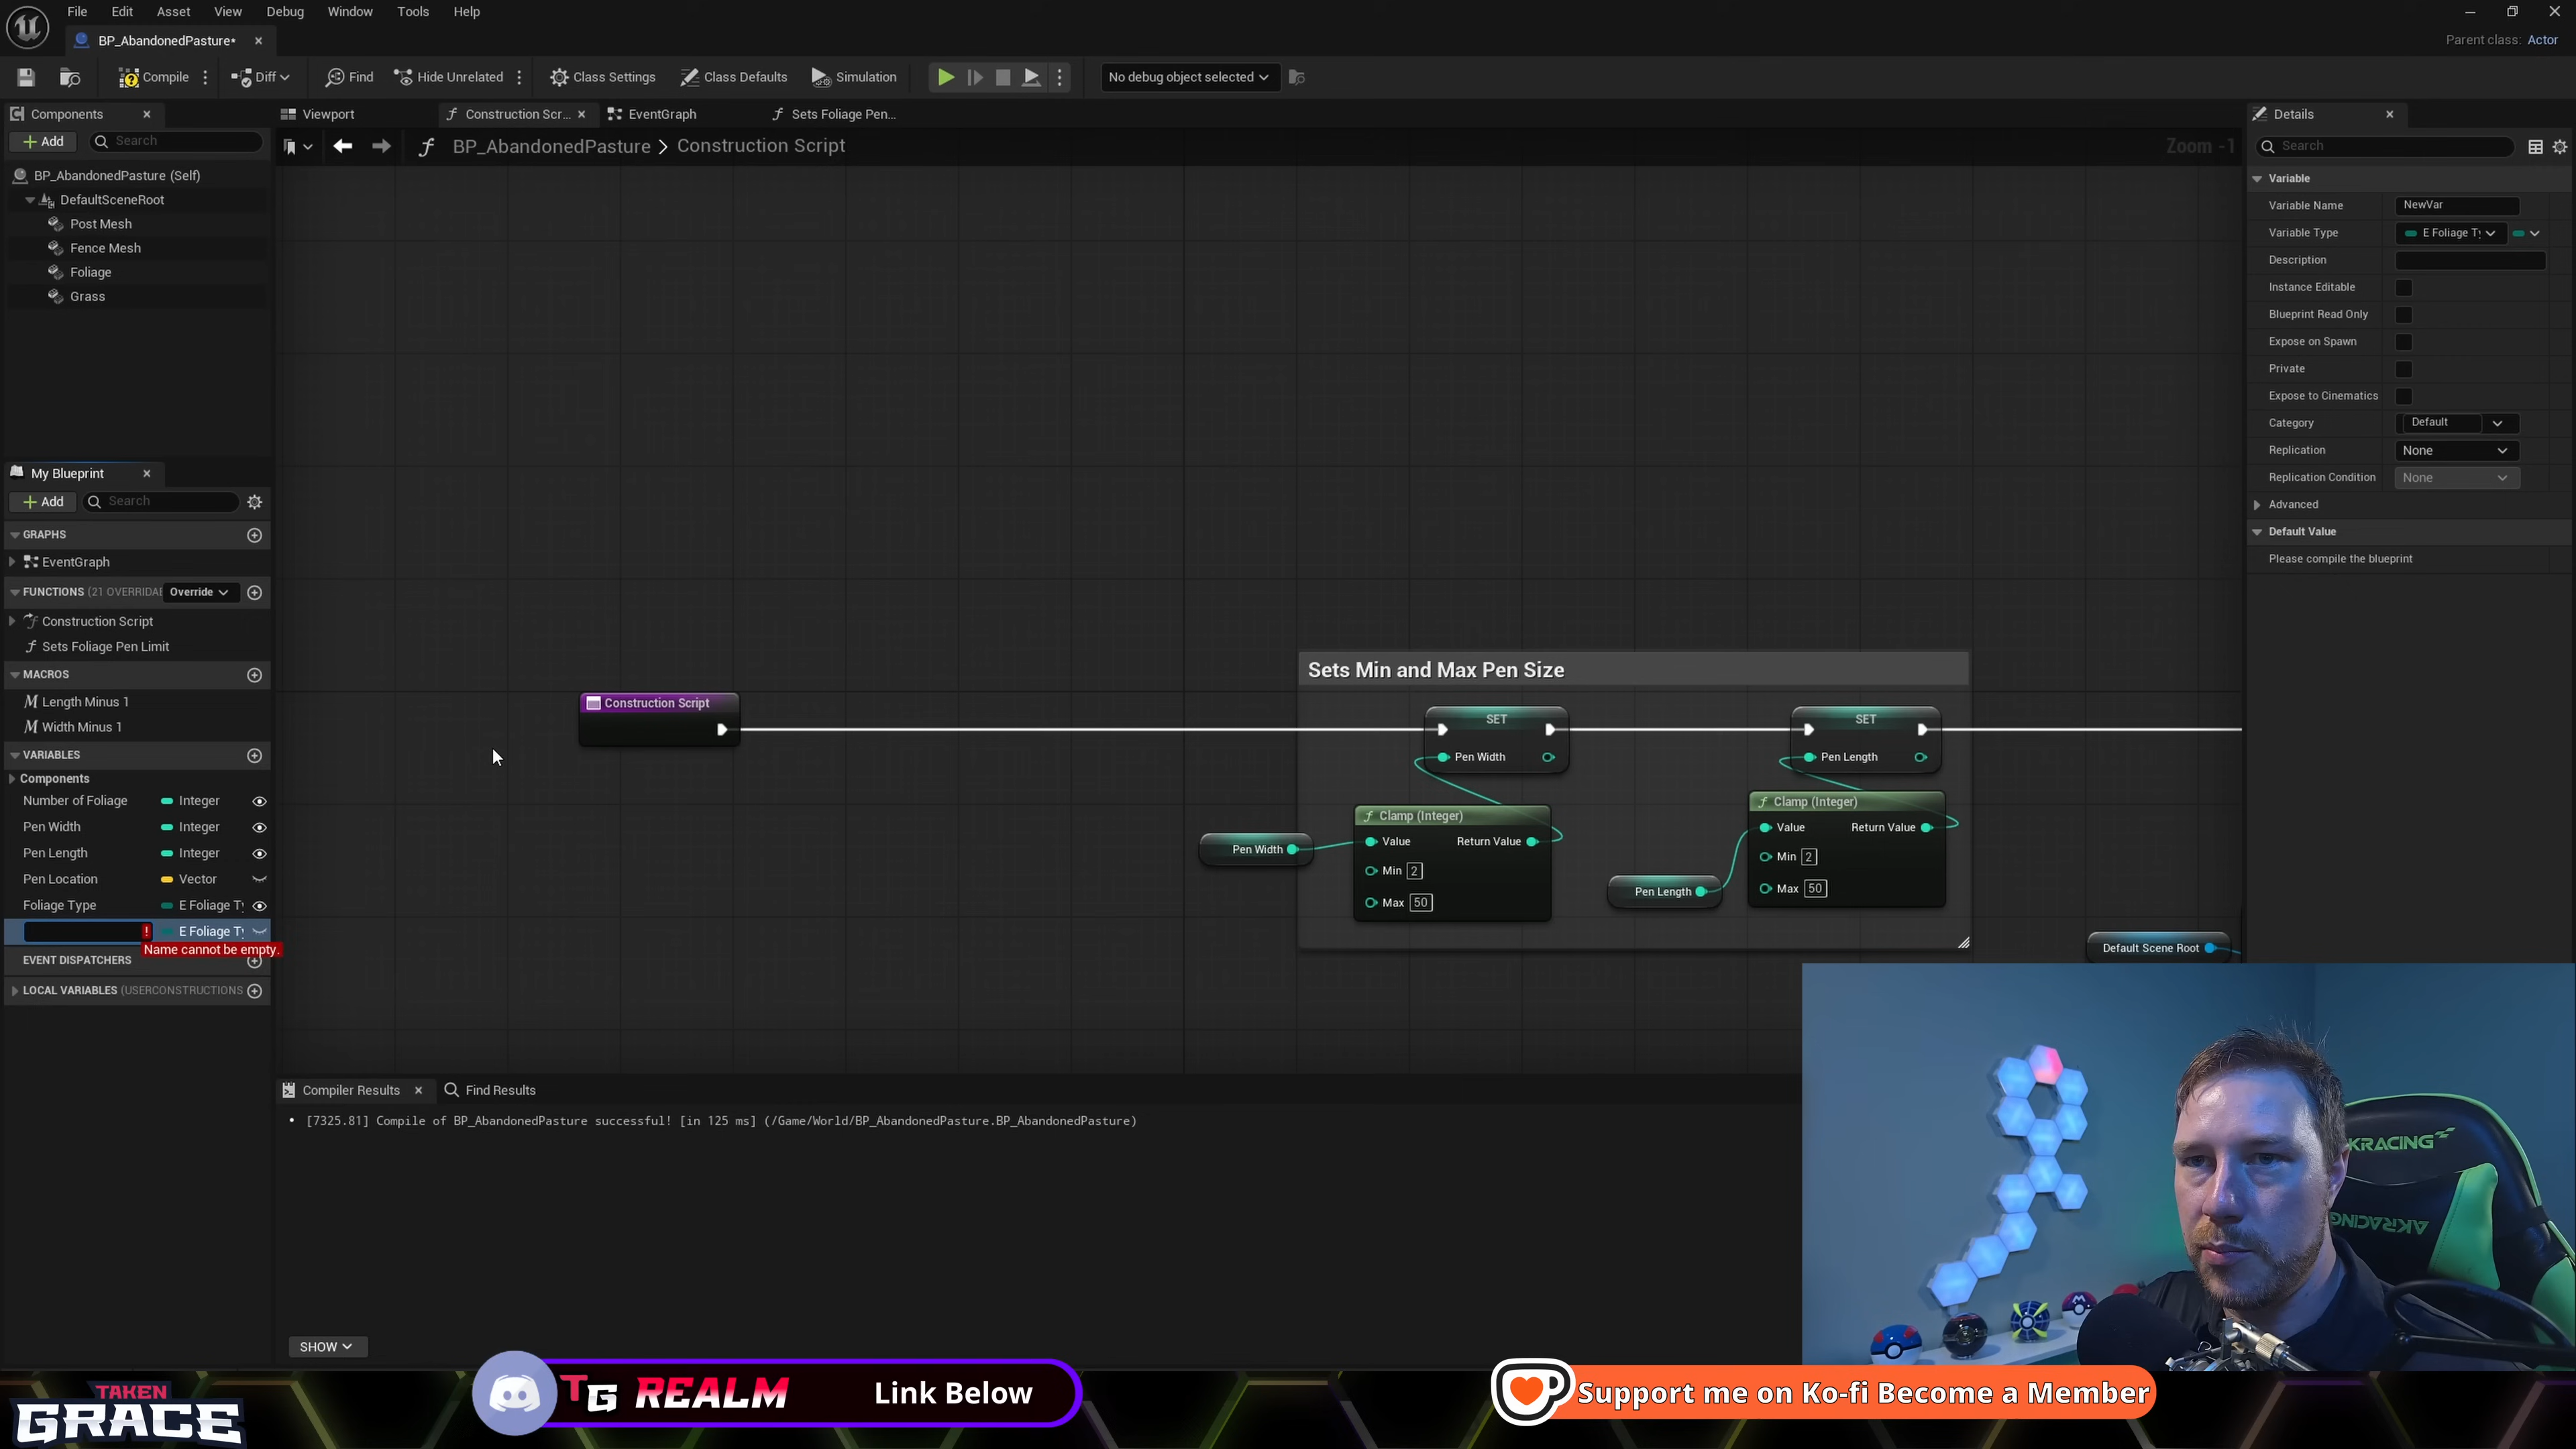 File Edit Asset View Debug Window Tools Help
BP_AbandonedPasture*
Parent class: Actor
Compile Diff Find Hide Unrelated Class Settings Class Defaults Simulation No debug object selected
Components
Viewport Construction Scr... EventGraph Sets Foliage Pen... Details
Add Search
BP_AbandonedPasture > Construction Script
Zoom -1
Search
BP_AbandonedPasture (Self)
DefaultSceneRoot
Post Mesh
Fence Mesh
Foliage
Grass
Variable
Variable Name NewVar
Variable Type E Foliage Ty
Description
Instance Editable
Blueprint Read Only
Expose on Spawn
Private
Expose to Cinematics
Category Default
Replication None
Replication Condition None
Advanced
Default Value
Please compile the blueprint
My Blueprint
Add Search
GRAPHS
EventGraph
FUNCTIONS (21 OVERRIDAB Override
Construction Script
Sets Foliage Pen Limit
MACROS
Length Minus 1
Width Minus 1
VARIABLES
Components
Number of Foliage Integer
Pen Width Integer
Pen Length Integer
Pen Location Vector
Foliage Type E Foliage Ty
! E Foliage Ty
Name cannot be empty.
EVENT DISPATCHERS
LOCAL VARIABLES (USERCONSTRUCTIONS
Construction Script
Sets Min and Max Pen Size
SET
Pen Width
SET
Pen Length
Pen Width
Clamp (Integer)
Value Return Value
Min 2
Max 50
Pen Length
Clamp (Integer)
Value Return Value
Min 2
Max 50
Default Scene Root
Compiler Results Find Results
[7325.81] Compile of BP_AbandonedPasture successful! [in 125 ms] (/Game/World/BP_AbandonedPasture.BP_AbandonedPasture)
SHOW
AKRACING
AKRACING
TAKEN
GRACE
TG REALM Link Below
Support me on Ko-fi Become a Member